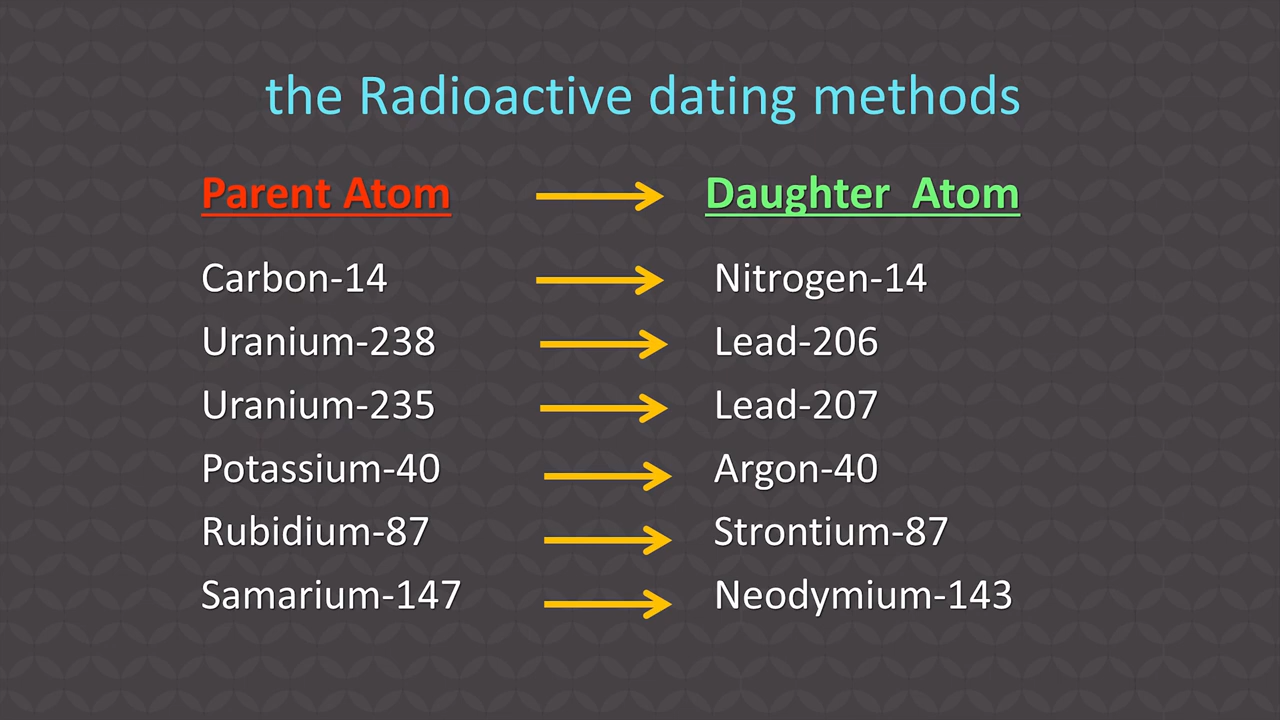 the Radioactive dating methods
Parent Atom Daughter Atom
Carbon-14 Nitrogen-14
Uranium-238 Lead-206
Uranium-235 Lead-207
Potassium-40 Argon-40
Rubidium-87 Strontium-87
Samarium-147 Neodymium-143